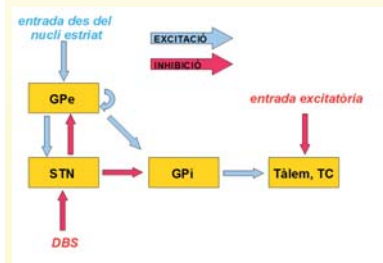 entrada des del
nucli estriat
EXCITACIÓ
INHIBICIÓ
GPe
entrada excitatòria
STN
GPi
Tàlem, TC
DBS